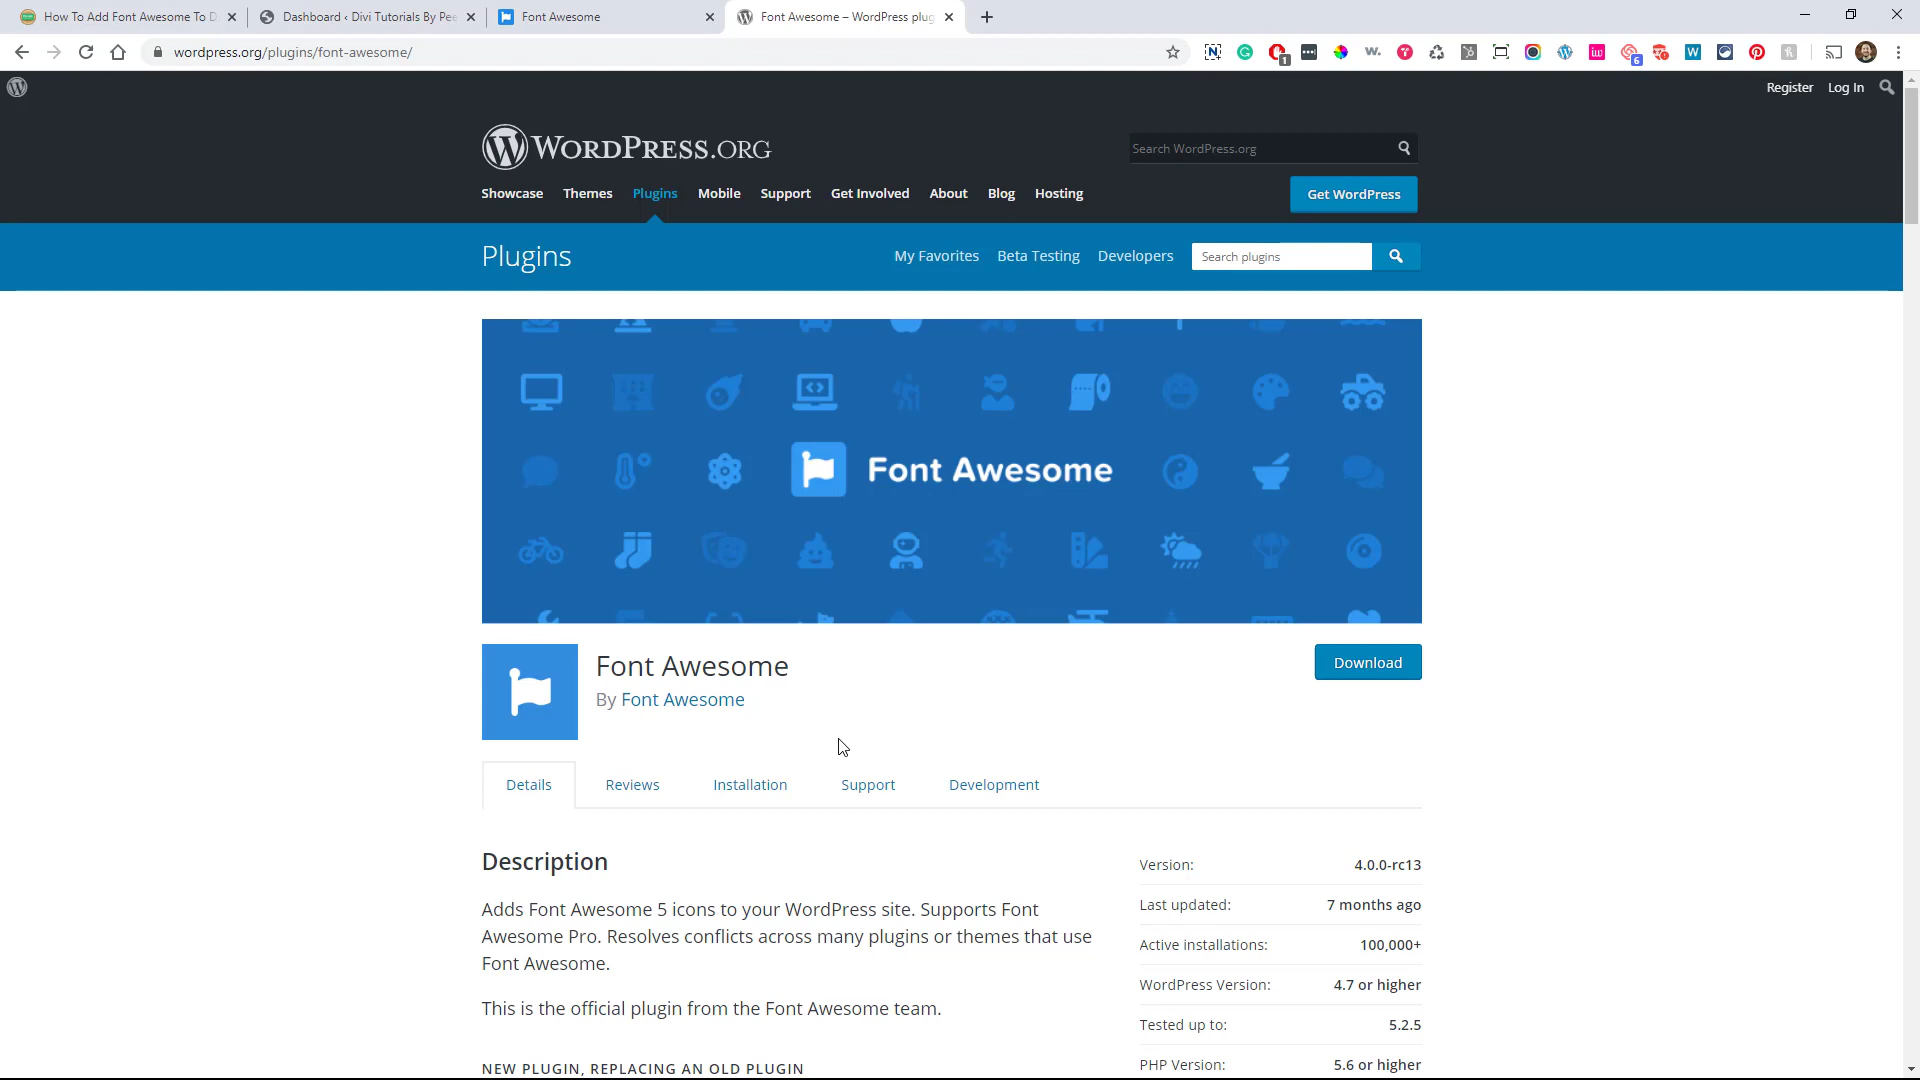 How To Add Font Awesome To D
Dashboard ‹ Divi Tutorials By Pee
Font Awesome
Font Awesome – WordPress plug
wordpress.org/plugins/font-awesome/
1
6
Register
Log In
WORDPRESS.ORG
Search WordPress.org
Showcase
Themes
Plugins
Mobile
Support
Get Involved
About
Blog
Hosting
Get WordPress
Plugins
My Favorites
Beta Testing
Developers
Search plugins
Font Awesome
Font Awesome
By Font Awesome
Download
Details
Reviews
Installation
Support
Development
Description
Adds Font Awesome 5 icons to your WordPress site. Supports Font
Awesome Pro. Resolves conflicts across many plugins or themes that use
Font Awesome.
This is the official plugin from the Font Awesome team.
NEW PLUGIN, REPLACING AN OLD PLUGIN
Version: 4.0.0-rc13
Last updated: 7 months ago
Active installations: 100,000+
WordPress Version: 4.7 or higher
Tested up to: 5.2.5
PHP Version: 5.6 or higher